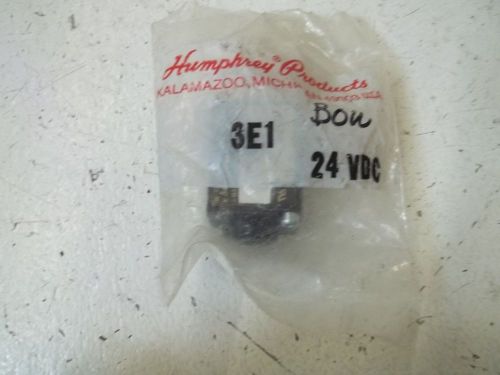 Humphrey® Products
KALAMAZOO, MICH
Bou
3E1
24 VDC